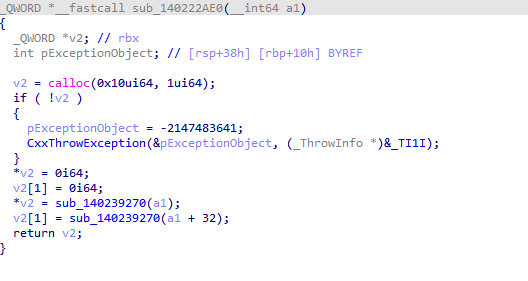 _QWORD *__fastcall sub_140222AE0(__int64 a1)
{
  _QWORD *v2; // rbx
  int pExceptionObject; // [rsp+38h] [rbp+10h] BYREF

  v2 = calloc(0x10ui64, 1ui64);
  if ( !v2 )
  {
    pExceptionObject = -2147483641;
    CxxThrowException(&pExceptionObject, (_ThrowInfo *)&_TI1I);
  }
  *v2 = 0i64;
  v2[1] = 0i64;
  *v2 = sub_140239270(a1);
  v2[1] = sub_140239270(a1 + 32);
  return v2;
}